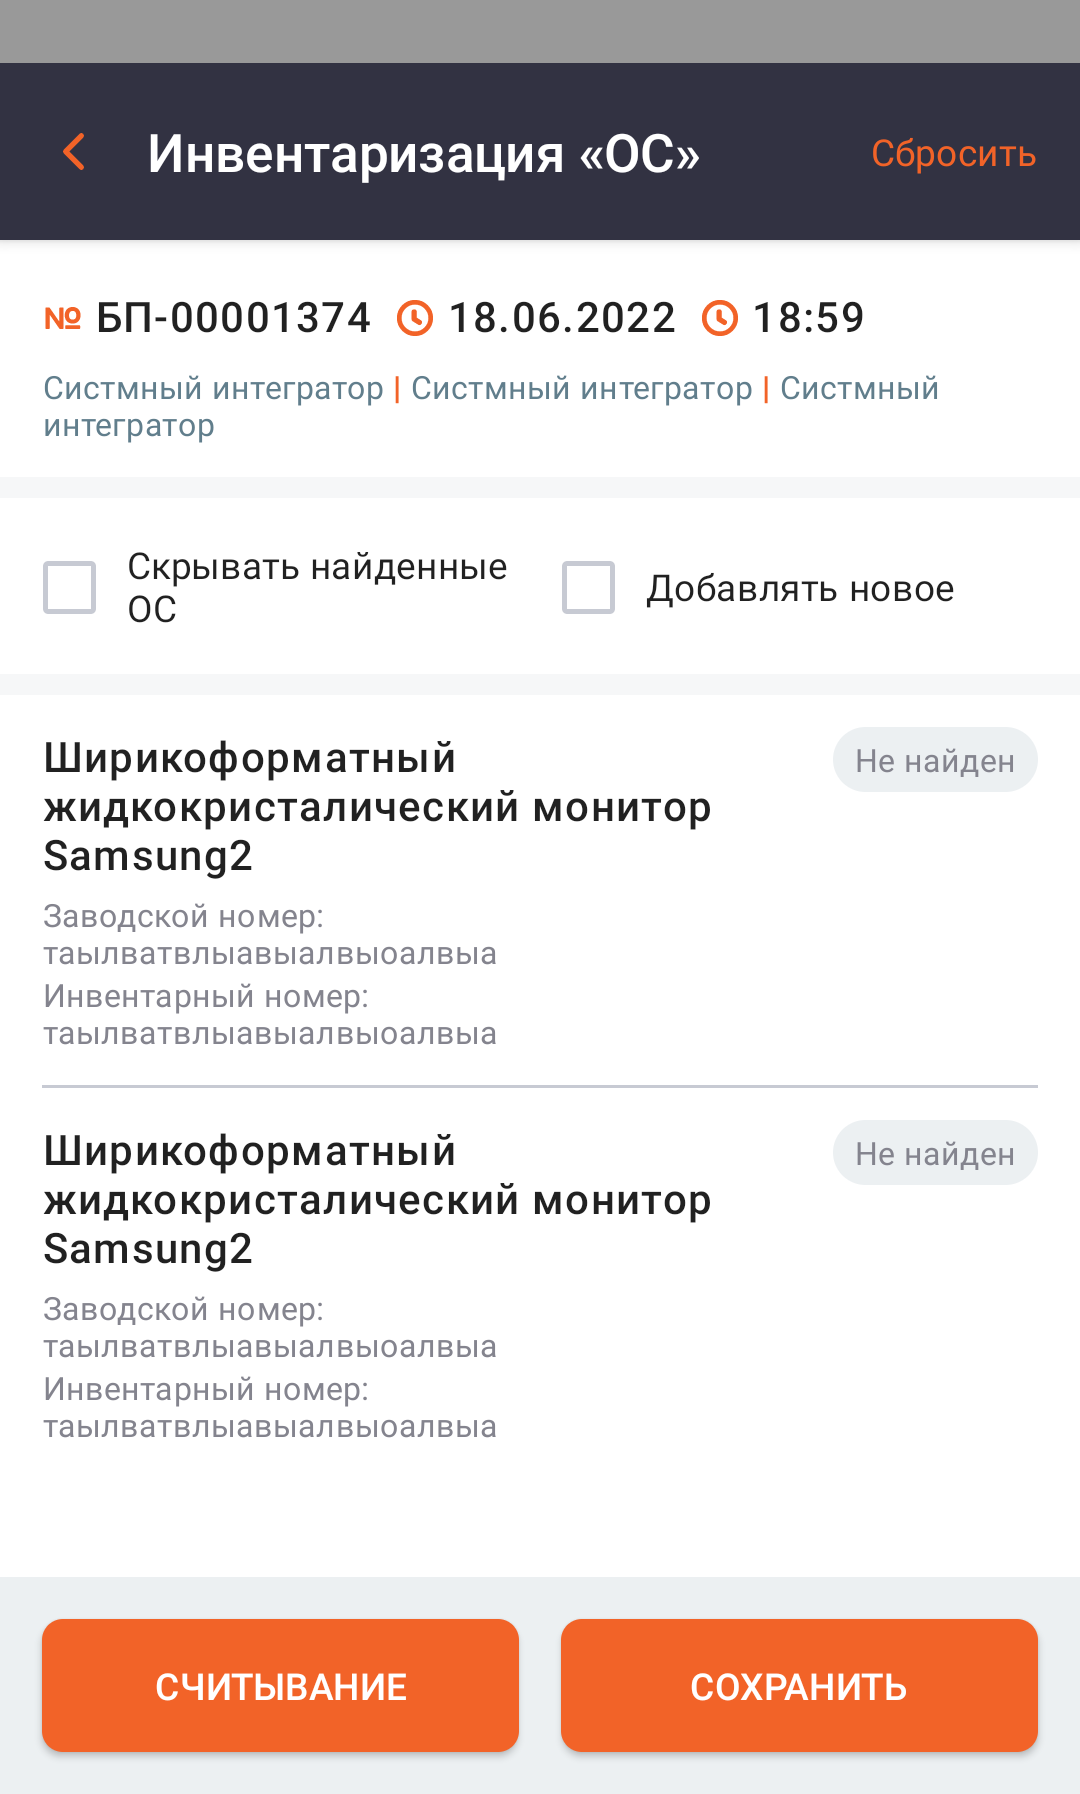 Инвентаризация «ОС» Сбросить
№ БП-00001374 18.06.2022 18:59
Систмный интегратор | Систмный интегратор | Систмный
интегратор
Скрывать найденные
ОС
Добавлять новое
Ширикоформатный
жидкокристалический монитор
Samsung2
Не найден
Заводской номер:
таылватвлыавыалвыоалвыа
Инвентарный номер:
таылватвлыавыалвыоалвыа
Ширикоформатный
жидкокристалический монитор
Samsung2
Не найден
Заводской номер:
таылватвлыавыалвыоалвыа
Инвентарный номер:
таылватвлыавыалвыоалвыа
СЧИТЫВАНИЕ СОХРАНИТЬ